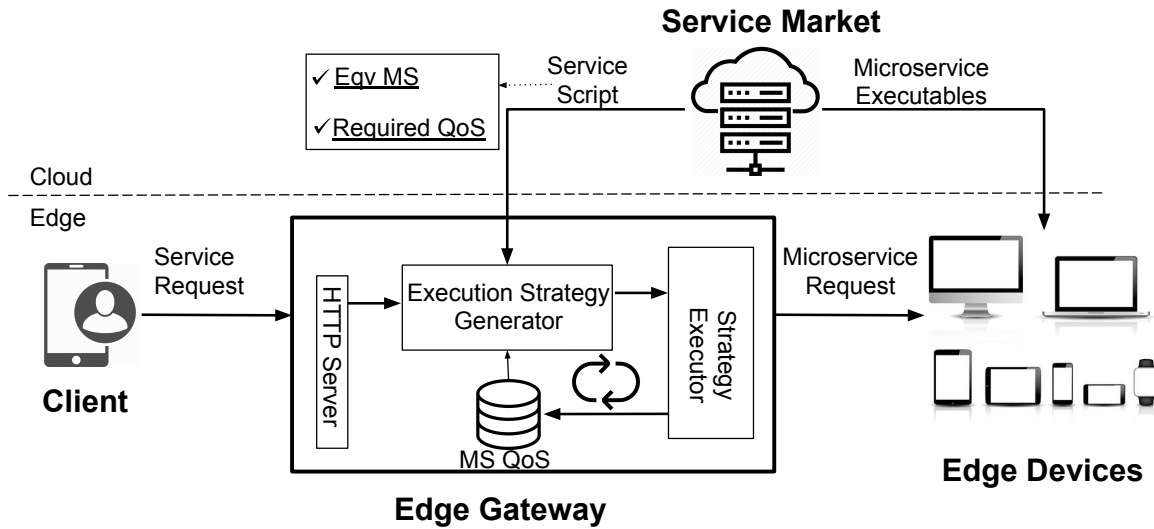 Service Market
✓ Eqv MS
✓ Required QoS
Service
Script
Microservice
Executables
Cloud
Edge
Service
Request
Client
HTTP Server
Execution Strategy
Generator
Strategy
Executor
MS QoS
Edge Gateway
Microservice
Request
Edge Devices